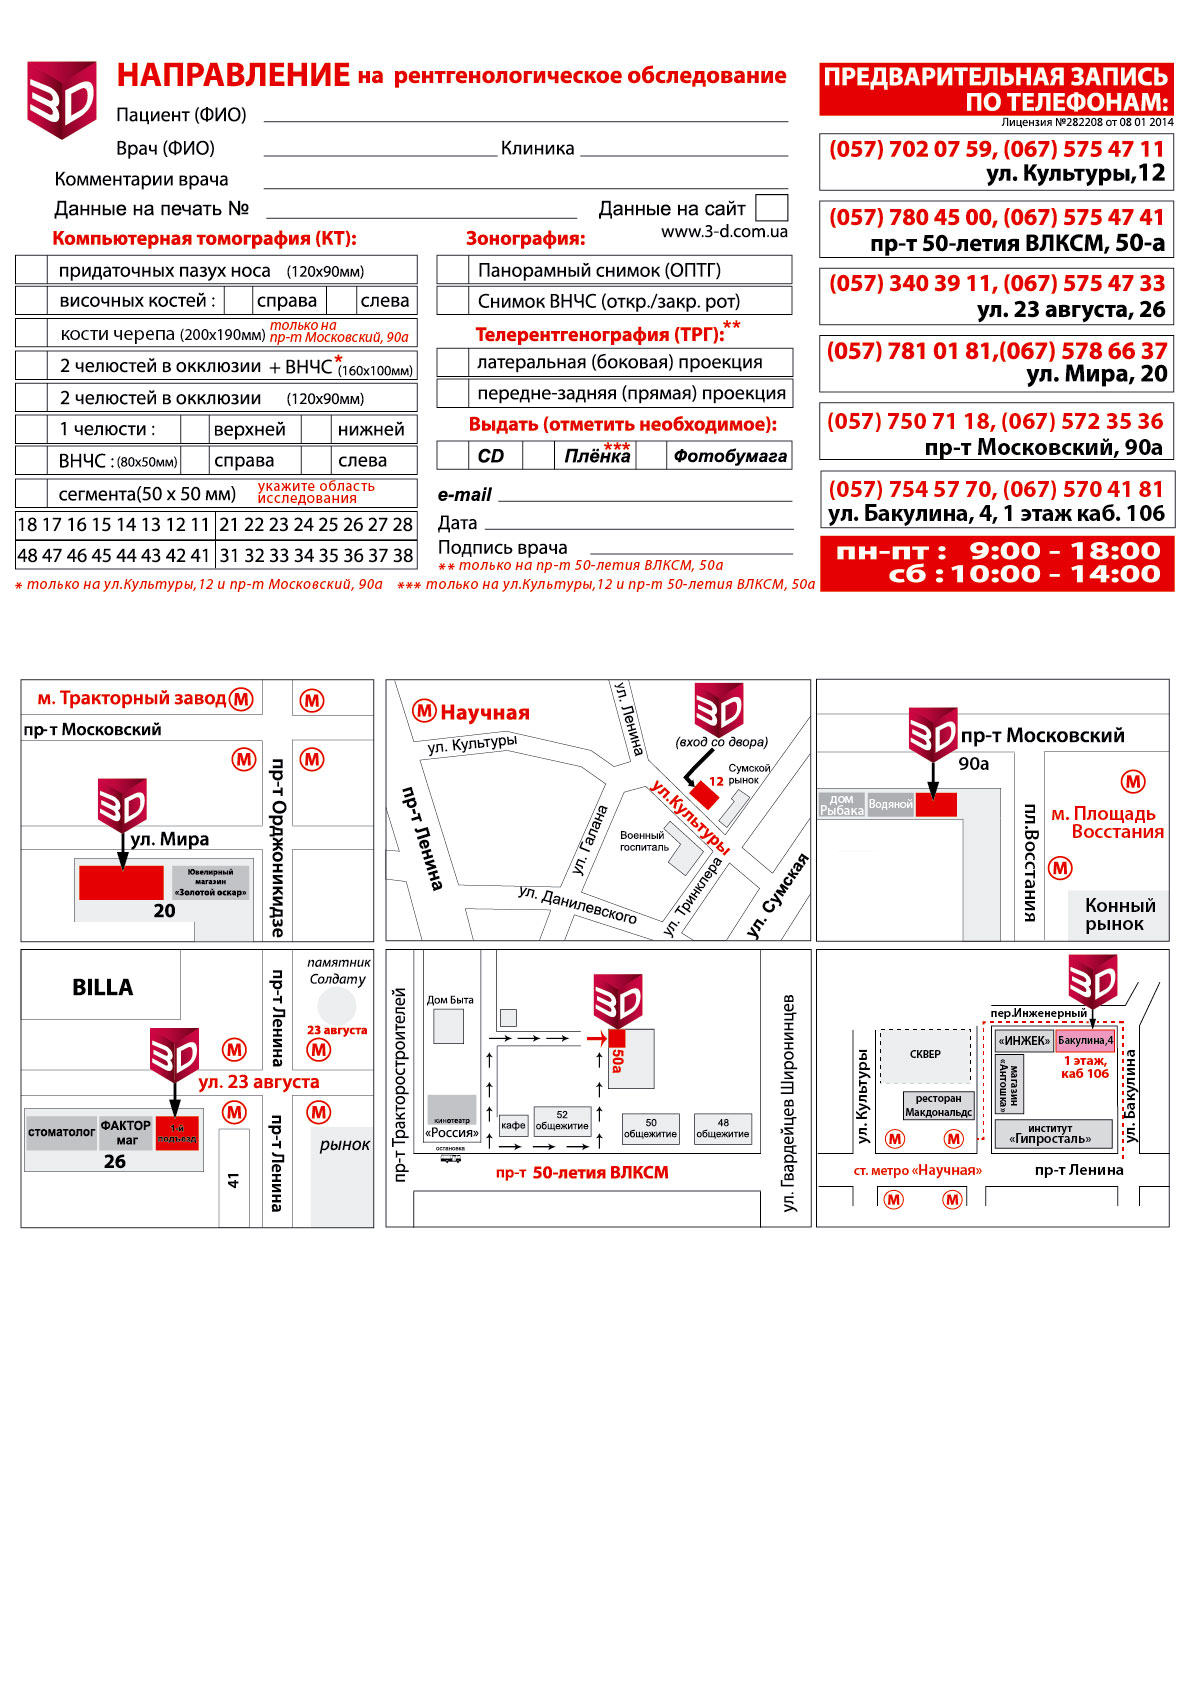 3D
НАПРАВЛЕНИЕ на рентгенологическое обследование
Пациент (ФИО)
Врач (ФИО) Клиника
Комментарии врача
Данные на печать № Данные на сайт
www.3-d.com.ua
Компьютерная томография (КТ):
придаточных пазух носа (120х90мм)
височных костей : справа слева
кости черепа (200х190мм) только на
пр-т Московский, 90а
2 челюстей в окклюзии + ВНЧС * (160х100мм)
2 челюстей в окклюзии (120х90мм)
1 челюсти : верхней нижней
ВНЧС : (80х50мм) справа слева
сегмента(50 х 50 мм) укажите область
исследования
18 17 16 15 14 13 12 11 21 22 23 24 25 26 27 28
48 47 46 45 44 43 42 41 31 32 33 34 35 36 37 38
Зонография:
Панорамный снимок (ОПТГ)
Снимок ВНЧС (откр./закр. рот)
Телерентгенография (ТРГ):**
латеральная (боковая) проекция
передне-задняя (прямая) проекция
Выдать (отметить необходимое):
CD Плёнка *** Фотобумага
e-mail
Дата
Подпись врача
** только на пр-т 50-летия ВЛКСМ, 50а
* только на ул.Культуры,12 и пр-т Московский, 90а
*** только на ул.Культуры,12 и пр-т 50-летия ВЛКСМ, 50а
ПРЕДВАРИТЕЛЬНАЯ ЗАПИСЬ
ПО ТЕЛЕФОНАМ:
Лицензия №282208 от 08 01 2014
(057) 702 07 59, (067) 575 47 11
ул. Культуры,12
(057) 780 45 00, (067) 575 47 41
пр-т 50-летия ВЛКСМ, 50-а
(057) 340 39 11, (067) 575 47 33
ул. 23 августа, 26
(057) 781 01 81,(067) 578 66 37
ул. Мира, 20
(057) 750 71 18, (067) 572 35 36
пр-т Московский, 90а
(057) 754 57 70, (067) 570 41 81
ул. Бакулина, 4, 1 этаж каб. 106
пн-пт : 9:00 - 18:00
сб : 10:00 - 14:00
м. Тракторный завод М М
пр-т Московский
М М
3D
пр-т Орджоникидзе
ул. Мира
Ювелирный
магазин
«Золотой оскар»
20
М Научная
ул. Культуры
ул. Ленина
3D
(вход со двора)
12
Сумской
рынок
ул.Культуры
пр-т Ленина
ул. Галана
Военный
госпиталь
ул. Данилевского
ул. Тринклера
ул. Сумская
3D
пр-т Московский
90а
дом
Рыбака
Водяной
пл.Восстания
М
м. Площадь
Восстания
М
Конный
рынок
BILLA
пр-т Ленина
памятник
Солдату
23 августа
3D
М М
ул. 23 августа
М М
стоматолог
ФАКТОР
маг
1-й
подъезд
26
41
пр-т Ленина
рынок
пр-т Тракторостроителей
Дом Быта
3D
50а
кинотеатр
«Россия»
остановка
кафе
52
общежитие
50
общежитие
48
общежитие
пр-т 50-летия ВЛКСМ
ул. Гвардейцев Широнинцев
3D
пер.Инженерный
ул. Культуры
СКВЕР
«ИНЖЕК»
Бакулина,4
1 этаж,
каб 106
магазин
«Антошка»
ресторан
Макдональдс
институт
«Гипросталь»
ул. Бакулина
М М
ст. метро «Научная»
пр-т Ленина
М М